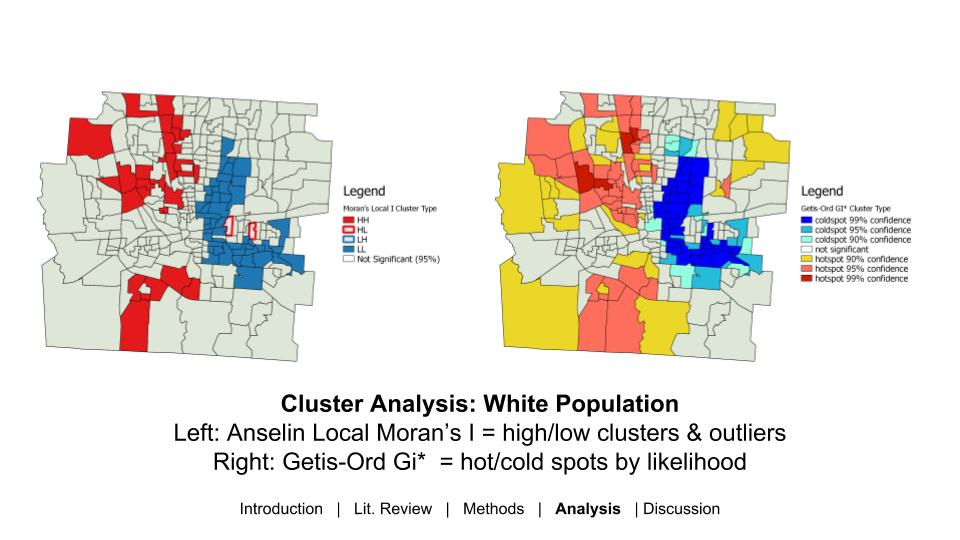 Legend
Moran's Local I Cluster Type
HH
HL
LH
LL
Not Significant (95%)
Legend
Getis-Ord GI* Cluster Type
coldspot 99% confidence
coldspot 95% confidence
coldspot 90% confidence
not significant
hotspot 90% confidence
hotspot 95% confidence
hotspot 99% confidence
Cluster Analysis: White Population
Left: Anselin Local Moran's I = high/low clusters & outliers
Right: Getis-Ord Gi* = hot/cold spots by likelihood
Introduction | Lit. Review | Methods | Analysis | Discussion